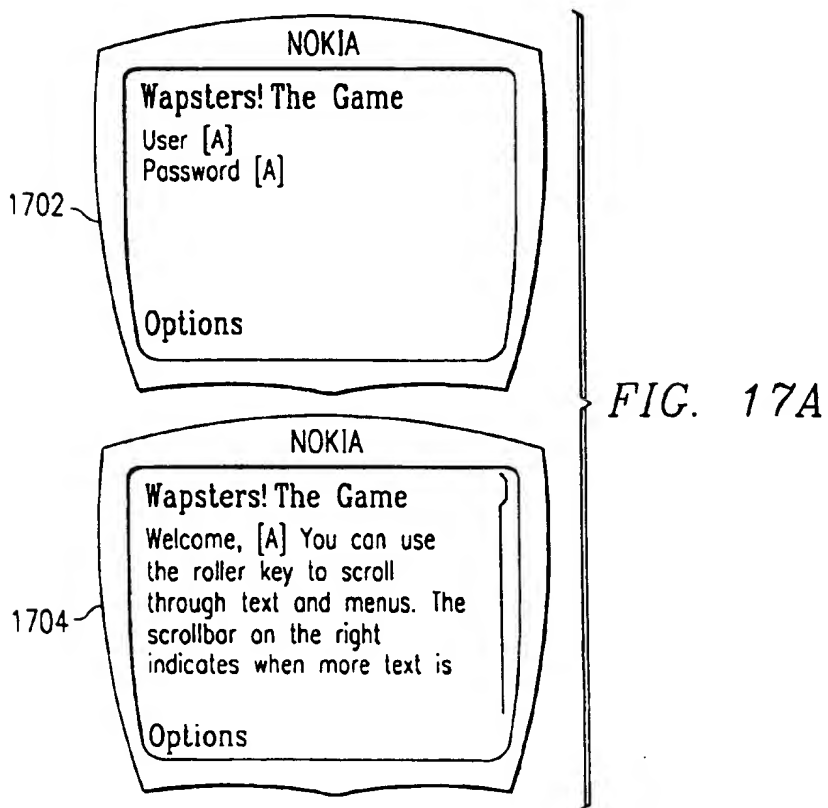 NOKIA
Wapsters! The Game
User [A]
Password [A]
1702
Options
FIG. 17A
NOKIA
Wapsters! The Game
Welcome, [A] You can use
the roller key to scroll
through text and menus. The
scrollbar on the right
indicates when more text is
1704
Options